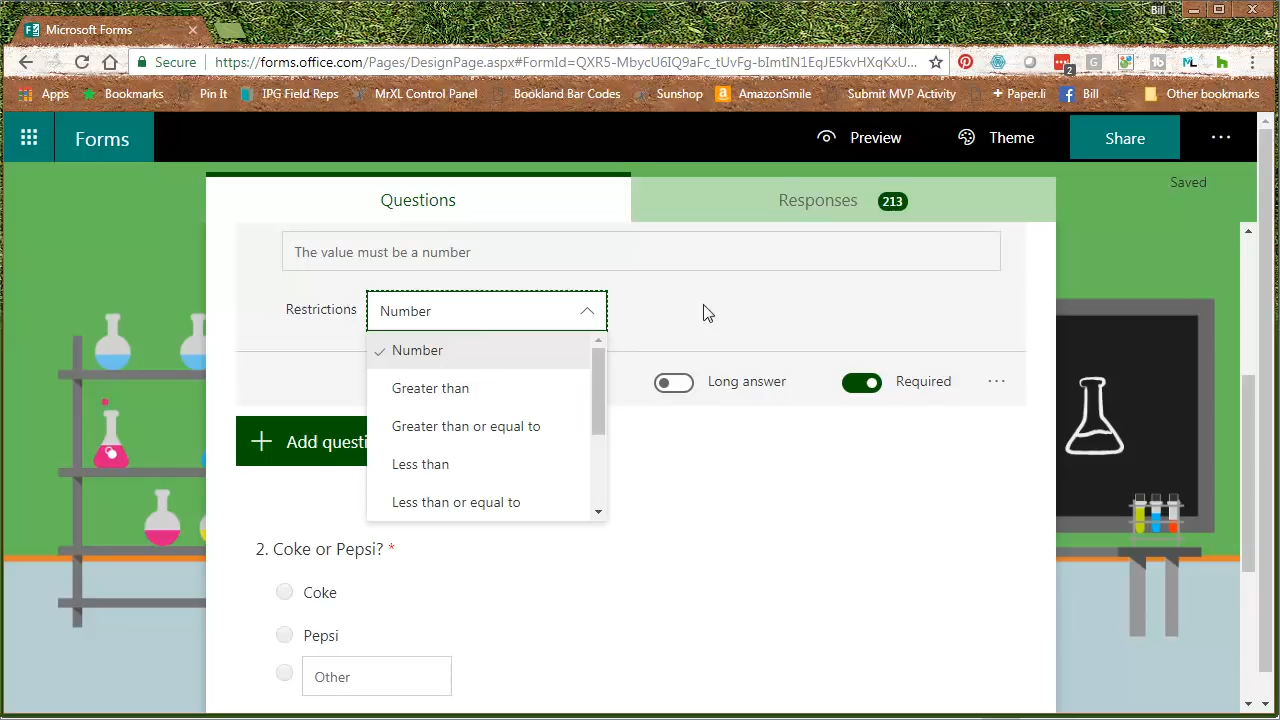 Bill
Microsoft Forms
Secure https://forms.office.com/Pages/DesignPage.aspx#FormId=QXR5-MbycU6IQ9aFc_tUvFg-bImtIN1EqJE5kvHXqKxU...
2
Apps Bookmarks Pin It IPG Field Reps MrXL Control Panel Bookland Bar Codes Sunshop AmazonSmile Submit MVP Activity + Paper.li Bill Other bookmarks
Forms Preview Theme Share ...
Saved
Questions Responses 213
The value must be a number
Restrictions Number
Number
Greater than
Greater than or equal to
Less than
Less than or equal to
Long answer Required ...
+ Add questi
2. Coke or Pepsi? *
Coke
Pepsi
Other